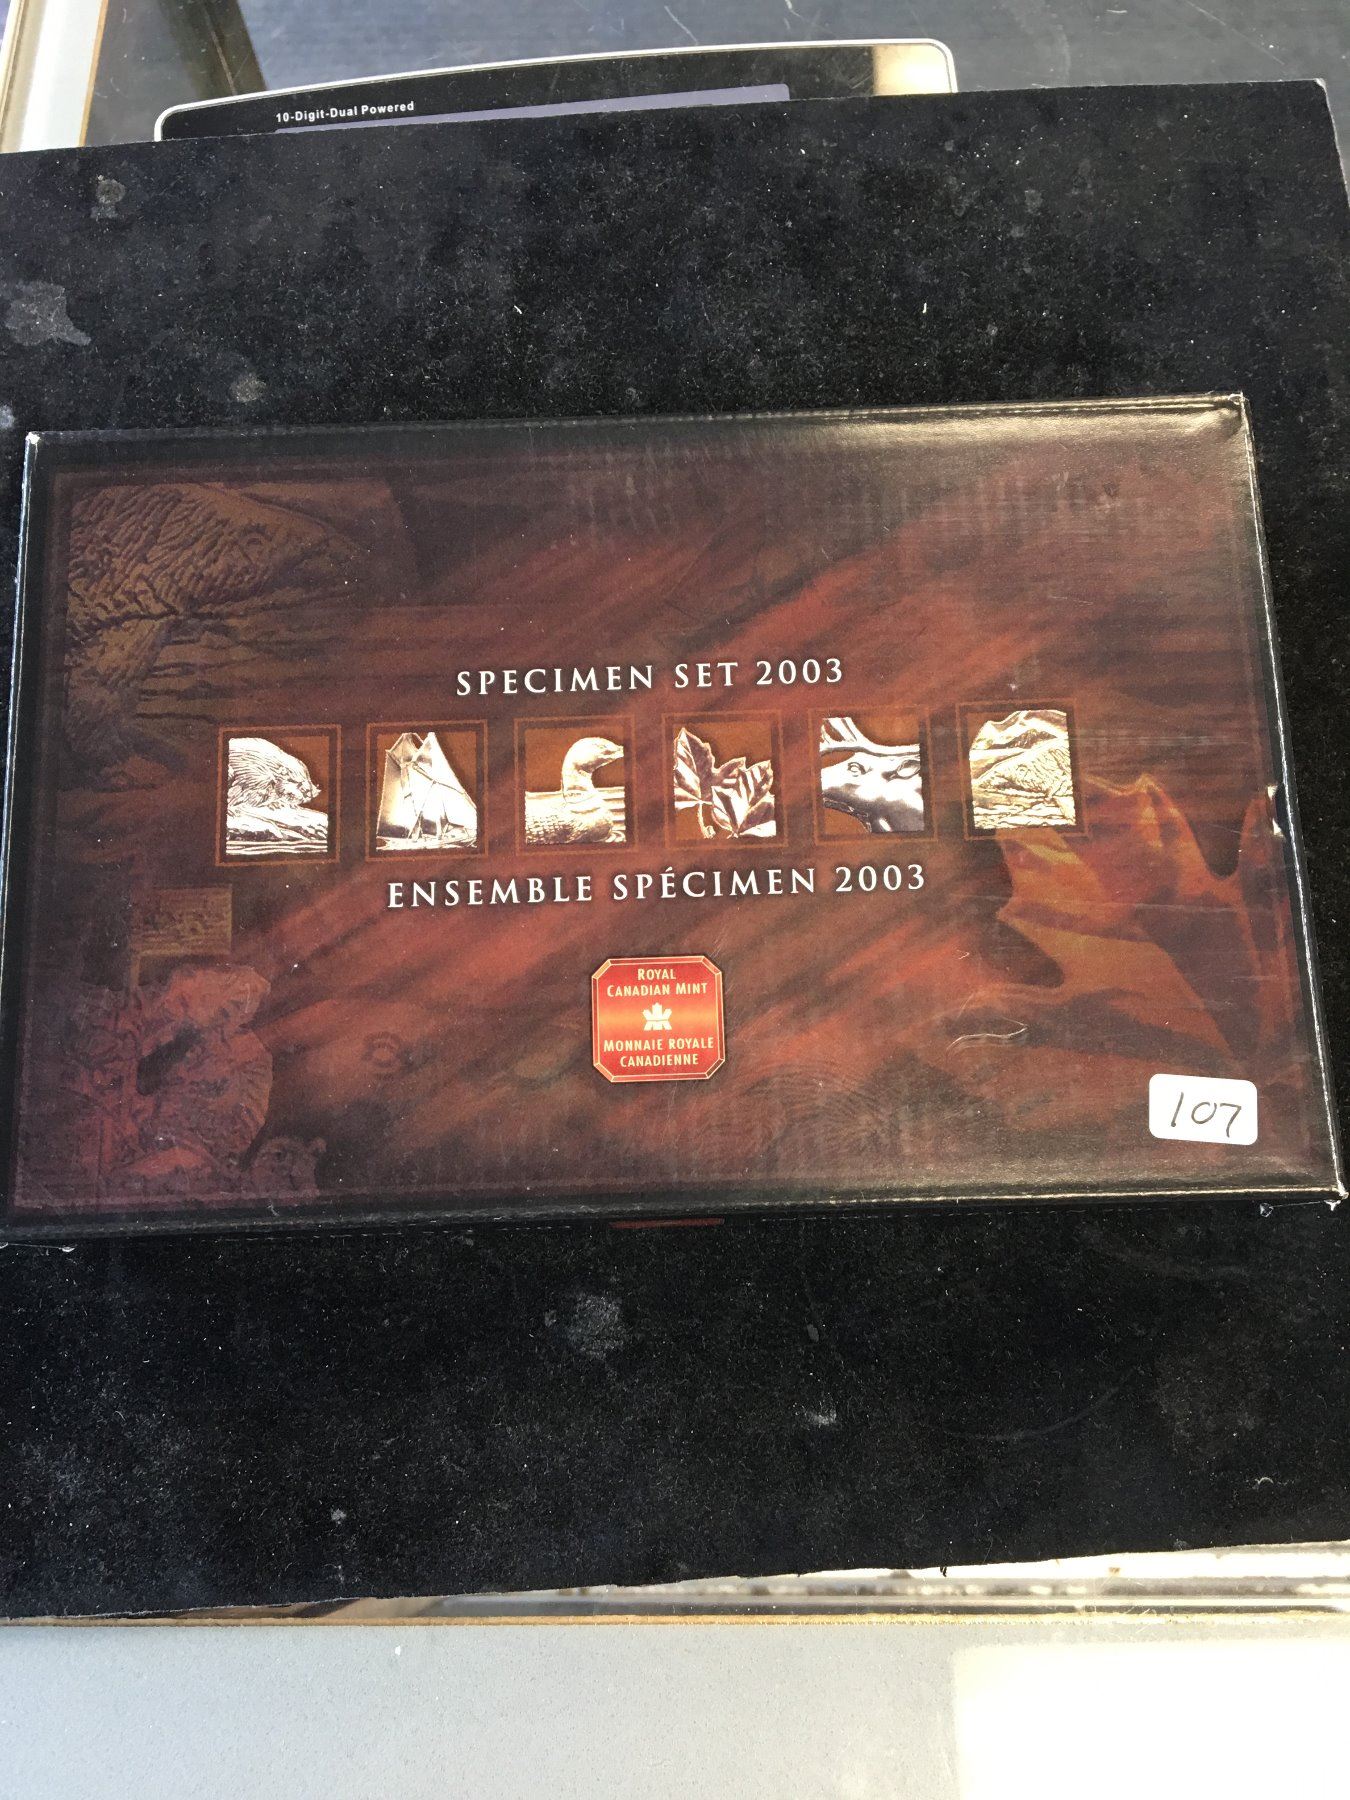 10-Digit-Dual Powered
SPECIMEN SET 2003
ENSEMBLE SPÉCIMEN 2003
ROYAL
CANADIAN MINT
MONNAIE ROYALE
CANADIENNE
107